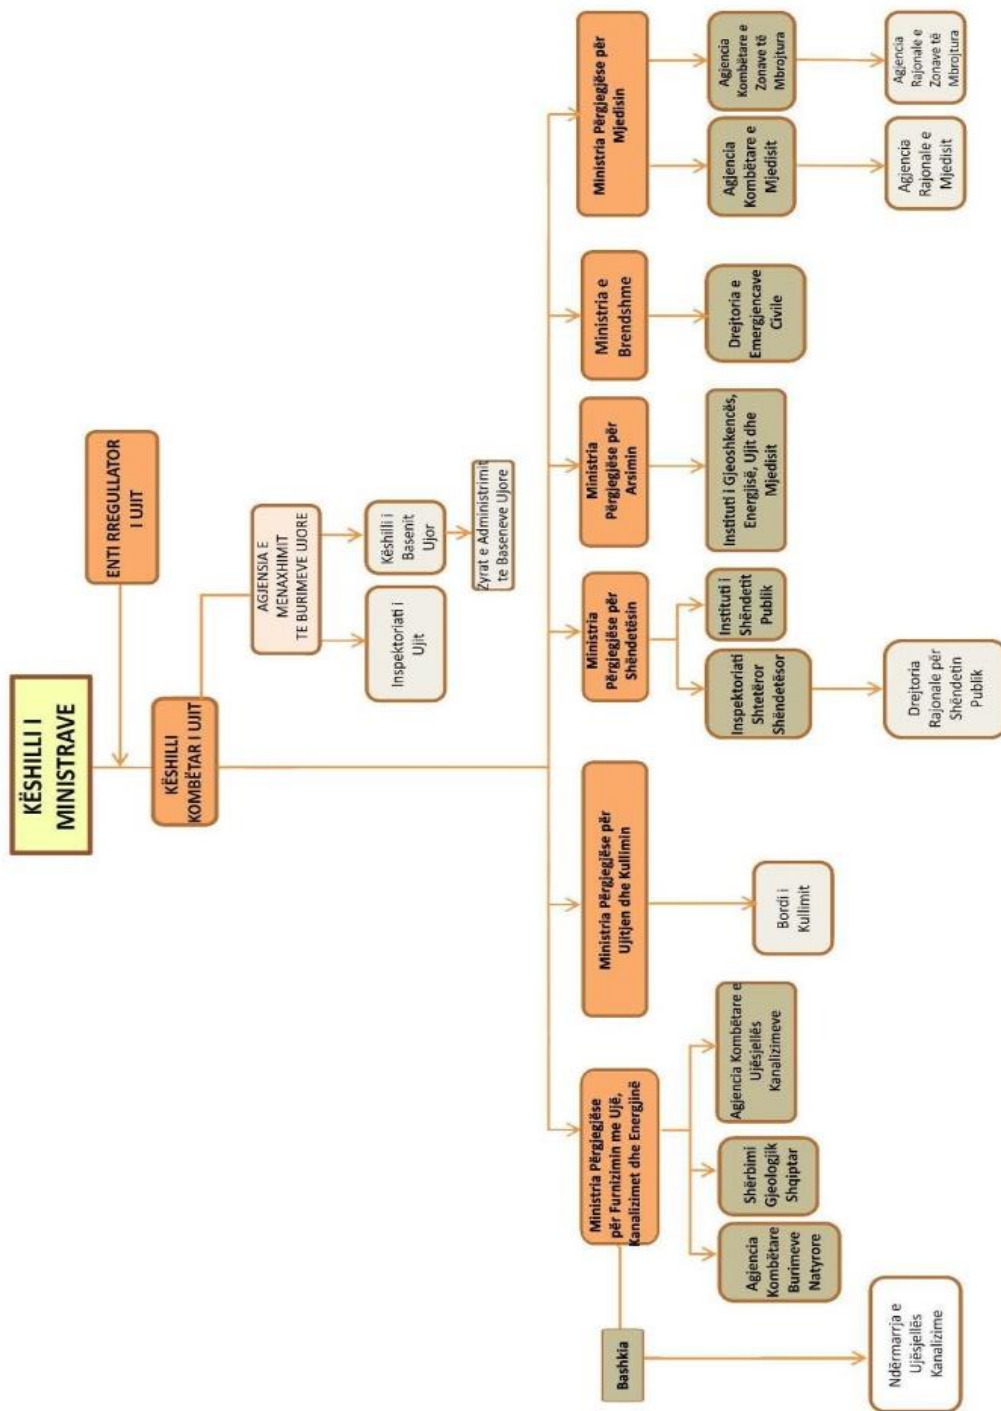 KËSHILLI I
MINISTRAVE
ENTI RREGULLATOR
I UJIT
KËSHILLI
KOMBËTAR I UJIT
AGJENSIA E
MENAXHIMIT
TE BURIMEVE UJORE
Inspektoriati i
Ujit
Këshilli i
Basenit
Ujor
Zyrat e Administrimit
te Baseneve Ujore
Ministria Përgjegjëse
për Furnizimin me Ujë,
Kanalizimet dhe Energjinë
Ministria Përgjegjëse për
Ujitjen dhe Kullimin
Ministria
Përgjegjëse për
Shëndetësin
Ministria
Përgjegjëse për
Arsimin
Ministria e
Brendshme
Ministria Përgjegjëse për
Mjedisin
Bashkia
Agjencia
Kombëtare
Burimeve
Natyrore
Shërbimi
Gjeologjik
Shqiptar
Agjencia Kombëtare e
Ujësjellës
Kanalizimeve
Bordi i
Kullimit
Inspektoriati
Shtetëror
Shëndetësor
Instituti i
Shëndetit
Publik
Instituti i Gjeoshkencës,
Energjisë, Ujit dhe
Mjedisit
Drejtoria e
Emergjencave
Civile
Agjencia
Kombëtare e
Mjedisit
Agjencia
Kombëtare e
Zonave të
Mbrojtura
Ndërmarrja e
Ujësjellës
Kanalizime
Drejtoria
Rajonale për
Shëndetin
Publik
Agjencia
Rajonale e
Mjedisit
Agjencia
Rajonale e
Zonave të
Mbrojtura